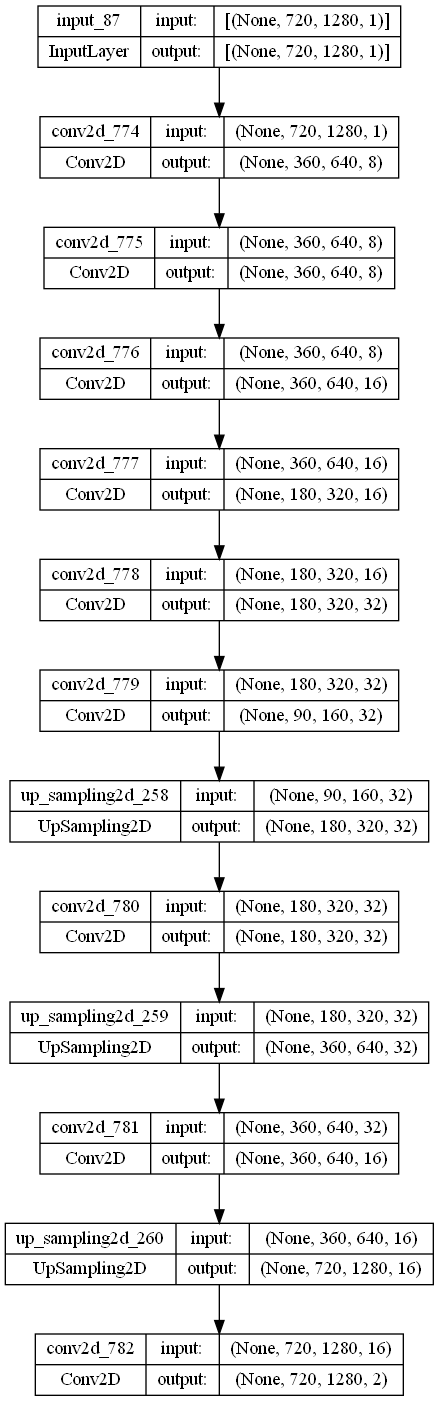 input_87 input: [(None, 720, 1280, 1)]
InputLayer output: [(None, 720, 1280, 1)]
conv2d_774 input: (None, 720, 1280, 1)
Conv2D output: (None, 360, 640, 8)
conv2d_775 input: (None, 360, 640, 8)
Conv2D output: (None, 360, 640, 8)
conv2d_776 input: (None, 360, 640, 8)
Conv2D output: (None, 360, 640, 16)
conv2d_777 input: (None, 360, 640, 16)
Conv2D output: (None, 180, 320, 16)
conv2d_778 input: (None, 180, 320, 16)
Conv2D output: (None, 180, 320, 32)
conv2d_779 input: (None, 180, 320, 32)
Conv2D output: (None, 90, 160, 32)
up_sampling2d_258 input: (None, 90, 160, 32)
UpSampling2D output: (None, 180, 320, 32)
conv2d_780 input: (None, 180, 320, 32)
Conv2D output: (None, 180, 320, 32)
up_sampling2d_259 input: (None, 180, 320, 32)
UpSampling2D output: (None, 360, 640, 32)
conv2d_781 input: (None, 360, 640, 32)
Conv2D output: (None, 360, 640, 16)
up_sampling2d_260 input: (None, 360, 640, 16)
UpSampling2D output: (None, 720, 1280, 16)
conv2d_782 input: (None, 720, 1280, 16)
Conv2D output: (None, 720, 1280, 2)